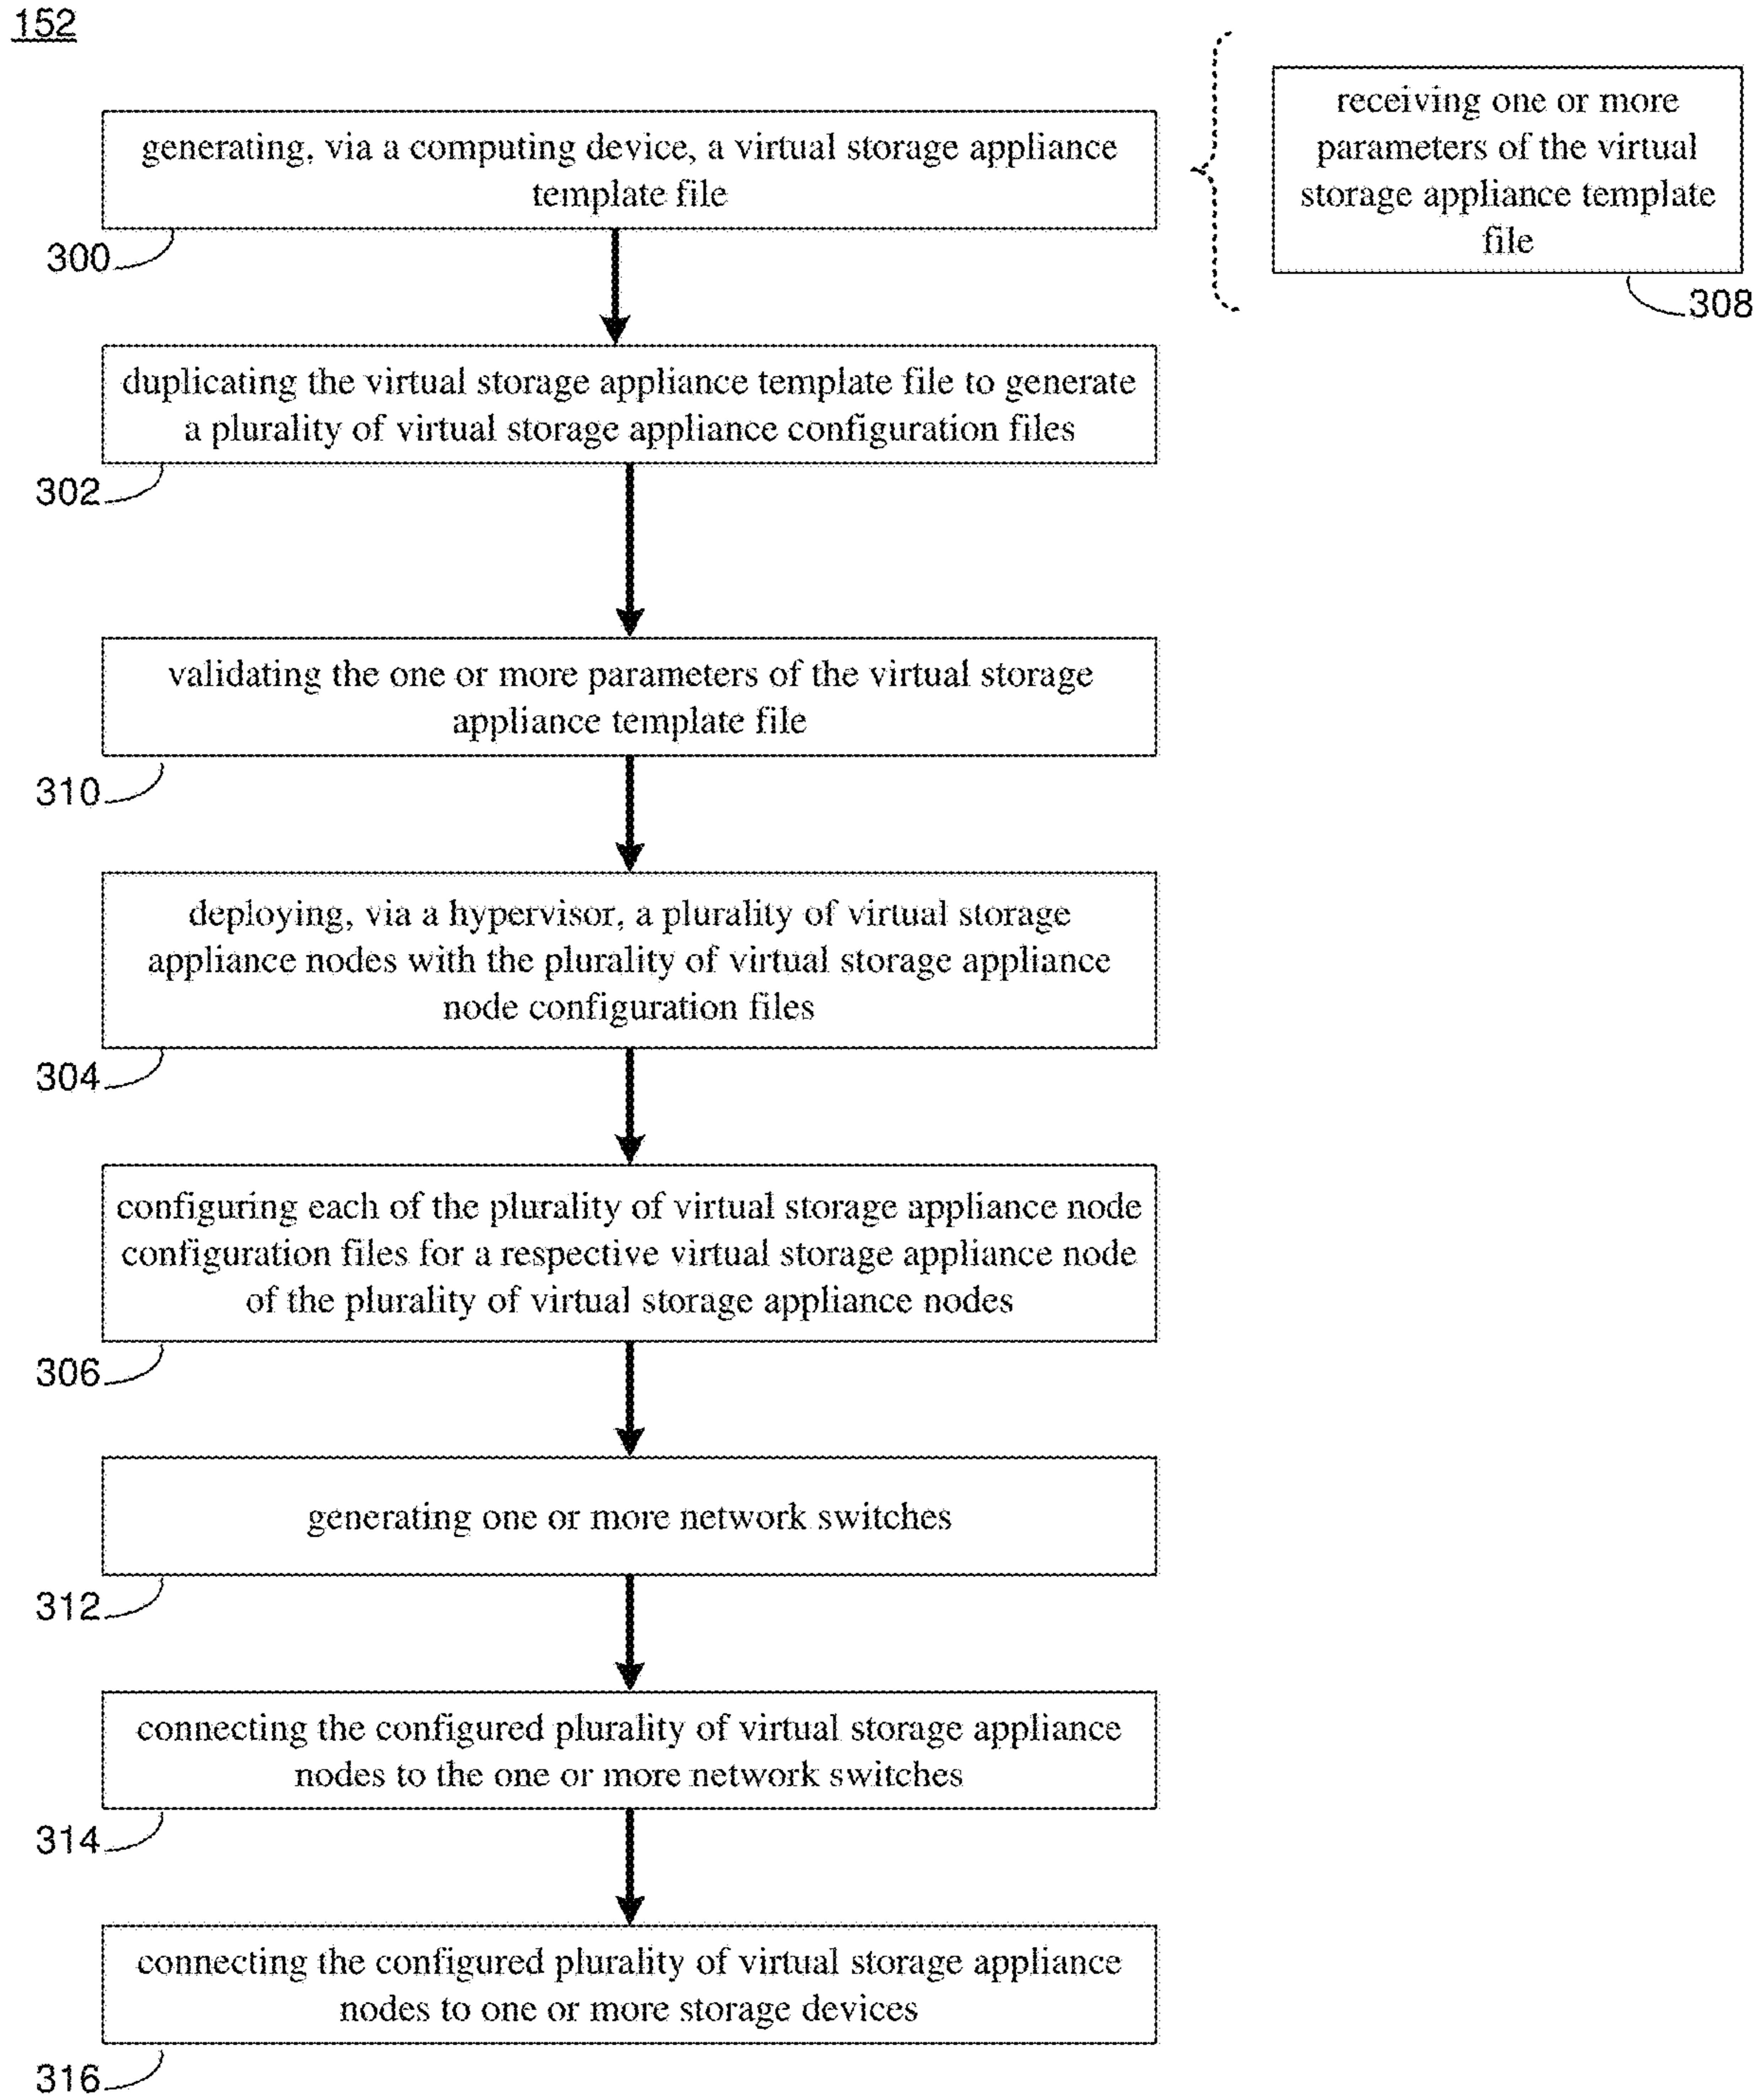 152
generating, via a computing device, a virtual storage appliance
template file
300
receiving one or more
parameters of the virtual
storage appliance template
file
308
duplicating the virtual storage appliance template file to generate
a plurality of virtual storage appliance configuration files
302
validating the one or more parameters of the virtual storage
appliance template file
310
deploying, via a hypervisor, a plurality of virtual storage
appliance nodes with the plurality of virtual storage appliance
node configuration files
304
configuring each of the plurality of virtual storage appliance node
configuration files for a respective virtual storage appliance node
of the plurality of virtual storage appliance nodes
306
generating one or more network switches
312
connecting the configured plurality of virtual storage appliance
nodes to the one or more network switches
314
connecting the configured plurality of virtual storage appliance
nodes to one or more storage devices
316